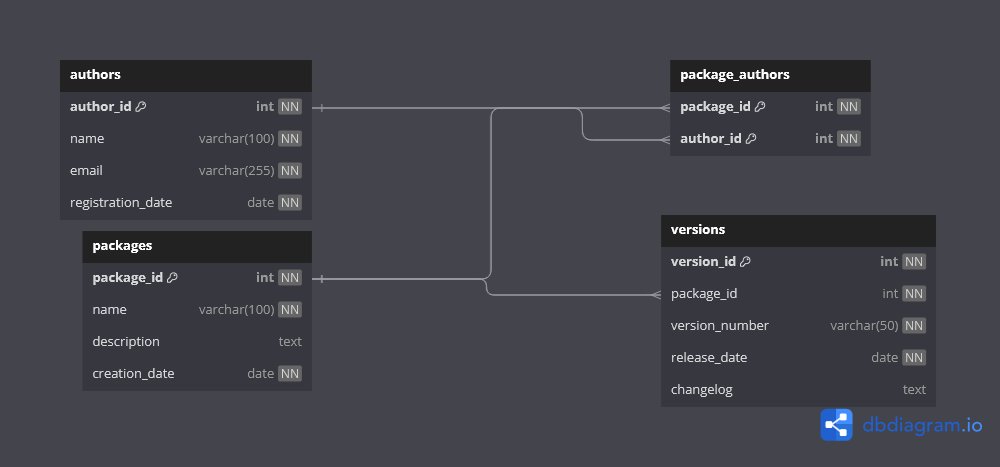 authors
author_id int NN
name varchar(100) NN
email varchar(255) NN
registration_date date NN
packages
package_id int NN
name varchar(100) NN
description text
creation_date date NN
package_authors
package_id int NN
author_id int NN
versions
version_id int NN
package_id int NN
version_number varchar(50) NN
release_date date NN
changelog text
dbdiagram.io